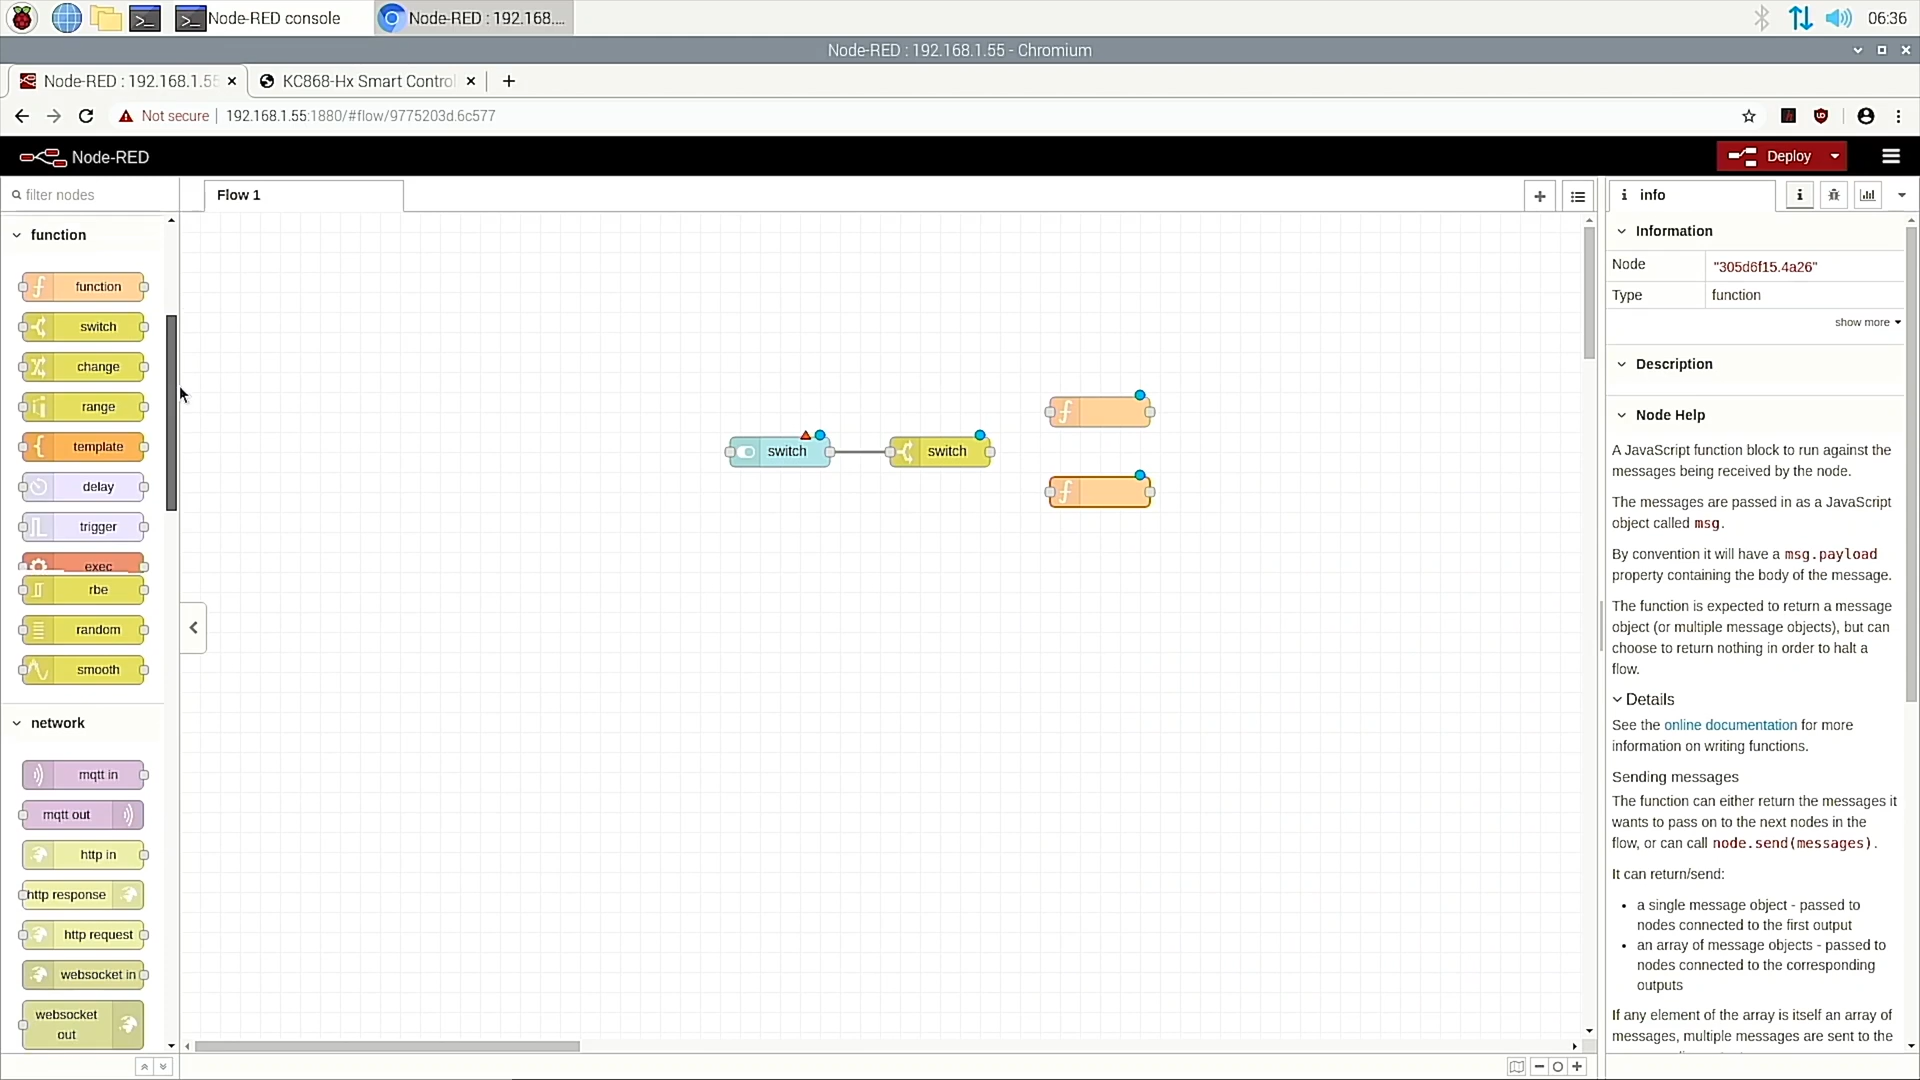 Node-RED console
Node-RED : 192.168....
06:36
Node-RED : 192.168.1.55 - Chromium
Node-RED : 192.168.1.55
KC868-Hx Smart Control
Not secure
192.168.1.55:1880/#flow/9775203d.6c577
Node-RED
Deploy
filter nodes
Flow 1
info
function
function
switch
change
range
template
delay
trigger
exec
rbe
random
smooth
network
mqtt in
mqtt out
http in
http response
http request
websocket in
websocket
out
switch
switch
Information
Node
"305d6f15.4a26"
Type
function
show more
Description
Node Help
A JavaScript function block to run against the
messages being received by the node.
The messages are passed in as a JavaScript
object called msg.
By convention it will have a msg.payload
property containing the body of the message.
The function is expected to return a message
object (or multiple message objects), but can
choose to return nothing in order to halt a
flow.
Details
See the online documentation for more
information on writing functions.
Sending messages
The function can either return the messages it
wants to pass on to the next nodes in the
flow, or can call node.send(messages).
It can return/send:
• a single message object - passed to
nodes connected to the first output
• an array of message objects - passed to
nodes connected to the corresponding
outputs
If any element of the array is itself an array of
messages, multiple messages are sent to the